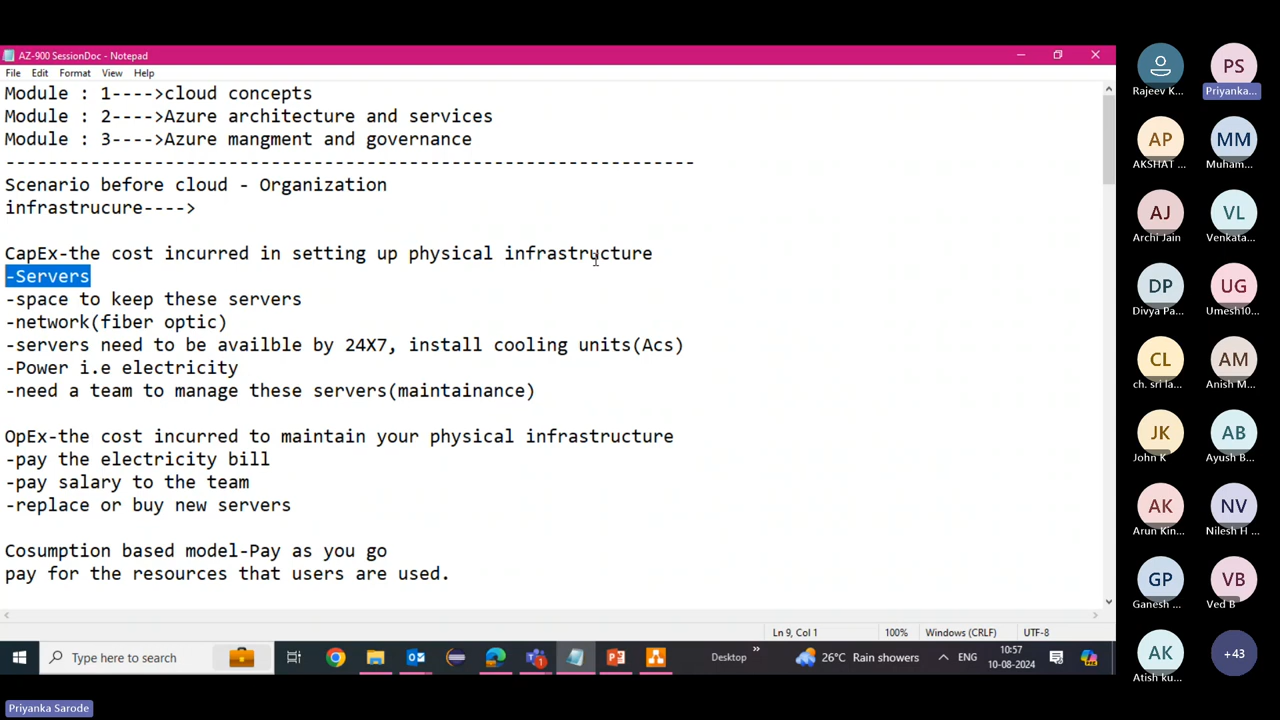 AZ-900 SessionDoc - Notepad
File Edit Format View Help
Module : 1---->cloud concepts
Module : 2---->Azure architecture and services
Module : 3---->Azure mangment and governance
-----------------------------------------------------------------
Scenario before cloud - Organization
infrastrucure---->
CapEx-the cost incurred in setting up physical infrastructure
-Servers
-space to keep these servers
-network(fiber optic)
-servers need to be availble by 24X7, install cooling units(Acs)
-Power i.e electricity
-need a team to manage these servers(maintainance)
OpEx-the cost incurred to maintain your physical infrastructure
-pay the electricity bill
-pay salary to the team
-replace or buy new servers
Cosumption based model-Pay as you go
pay for the resources that users are used.
Ln 9, Col 1 100% Windows (CRLF) UTF-8
Type here to search
Desktop
26°C Rain showers
ENG
10:57
10-08-2024
Priyanka Sarode
Rajeev K...
PS
Priyanka...
AP
AKSHAT ...
MM
Muham...
AJ
Archi Jain
VL
Venkata...
DP
Divya Pa...
UG
Umesh10...
CL
ch. sri la...
AM
Anish M...
JK
John K
AB
Ayush B...
AK
Arun Kin...
NV
Nilesh H ...
GP
Ganesh ...
VB
Ved B
AK
Atish ku...
+43